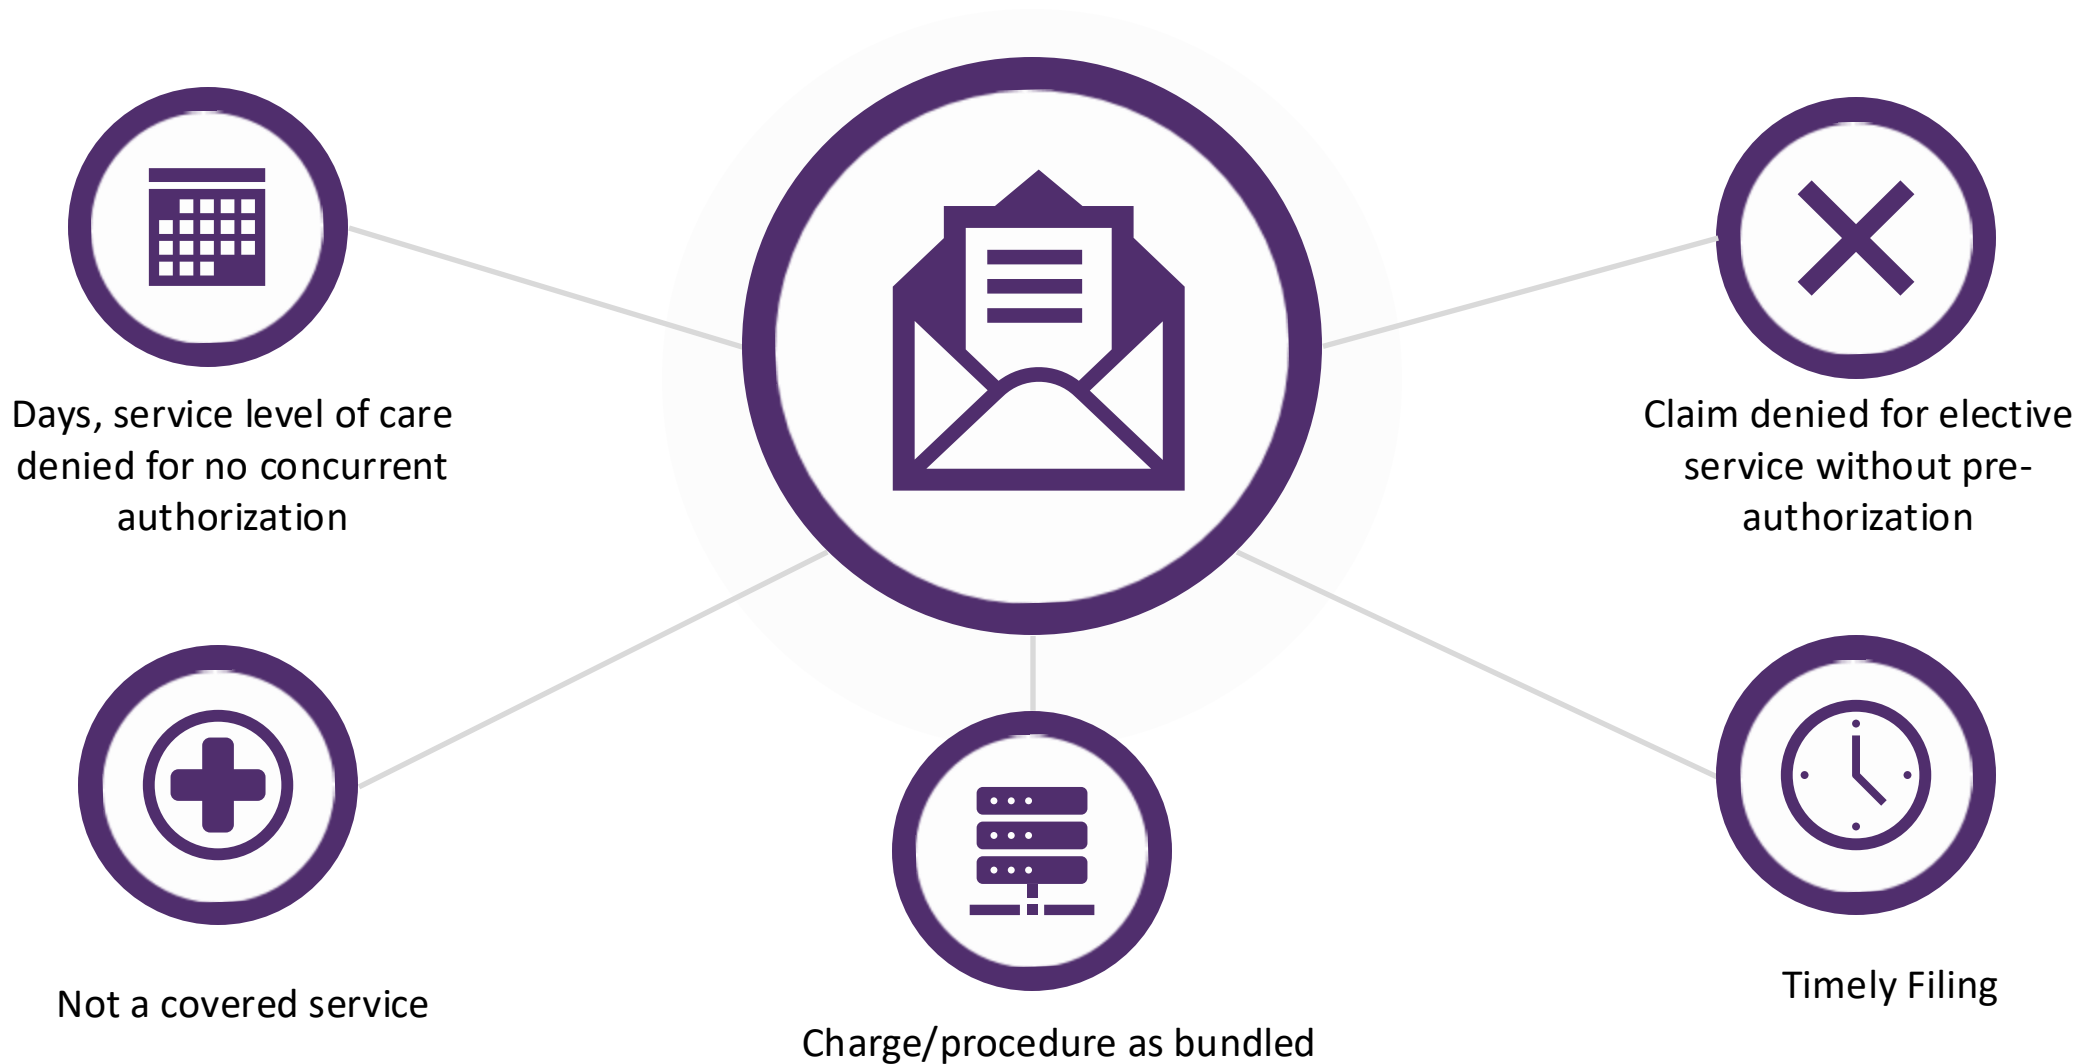 Days, service level of care
denied for no concurrent
authorization
Claim denied for elective
service without pre-
authorization
Not a covered service
Charge/procedure as bundled
Timely Filing